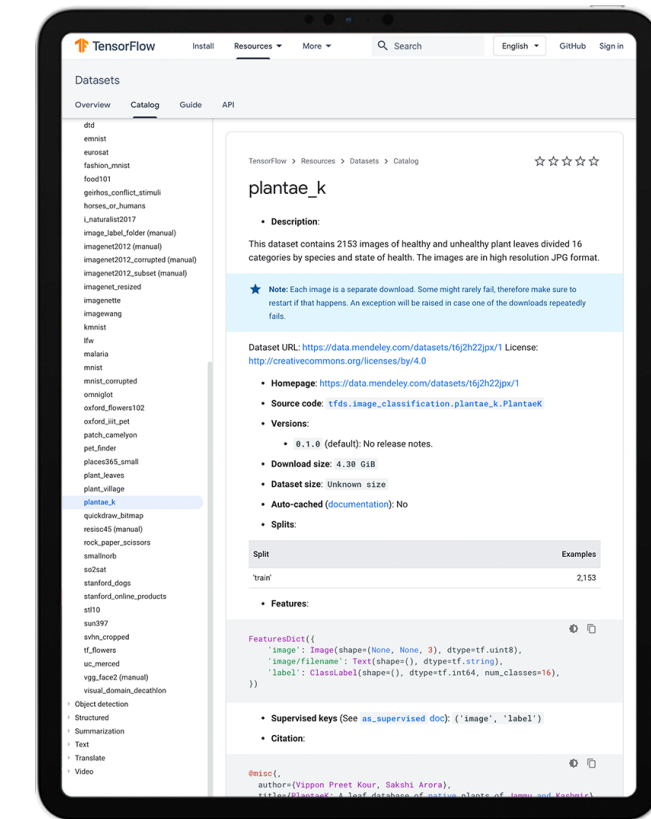 TensorFlow Install Resources More Search English GitHub Sign in
Datasets
Overview Catalog Guide API
dtd
emnist
eurosat
fashion_mnist
food101
geirhos_conflict_stimuli
horses_or_humans
i_naturalist2017
image_label_folder (manual)
imagenet2012 (manual)
imagenet2012_corrupted (manual)
imagenet2012_subset (manual)
imagenet_resized
imagenette
imagewang
kmnist
lfw
malaria
mnist
mnist_corrupted
omniglot
oxford_flowers102
oxford_iiit_pet
patch_camelyon
pet_finder
places365_small
plant_leaves
plant_village
plantae_k
quickdraw_bitmap
resisc45 (manual)
rock_paper_scissors
smallnorb
so2sat
stanford_dogs
stanford_online_products
stl10
sun397
svhn_cropped
tf_flowers
uc_merced
vgg_face2 (manual)
visual_domain_decathlon
Object detection
Structured
Summarization
Text
Translate
Video
TensorFlow > Resources > Datasets > Catalog
plantae_k
• Description:
This dataset contains 2153 images of healthy and unhealthy plant leaves divided 16
categories by species and state of health. The images are in high resolution JPG format.
Note: Each image is a separate download. Some might rarely fail, therefore make sure to
restart if that happens. An exception will be raised in case one of the downloads repeatedly
fails.
Dataset URL: https://data.mendeley.com/datasets/t6j2h22jpx/1 License:
http://creativecommons.org/licenses/by/4.0
• Homepage: https://data.mendeley.com/datasets/t6j2h22jpx/1
• Source code: tfds.image_classification.plantae_k.PlantaeK
• Versions:
• 0.1.0 (default): No release notes.
• Download size: 4.30 GiB
• Dataset size: Unknown size
• Auto-cached (documentation): No
• Splits:
Split Examples
'train' 2,153
• Features:
FeaturesDict({
'image': Image(shape=(None, None, 3), dtype=tf.uint8),
'image/filename': Text(shape=(), dtype=tf.string),
'label': ClassLabel(shape=(), dtype=tf.int64, num_classes=16),
})
• Supervised keys (See as_supervised doc): ('image', 'label')
• Citation:
@misc{,
author={Vippon Preet Kour, Sakshi Arora},
title={PlantaeK: A leaf database of native plants of Jammu and Kashmir},